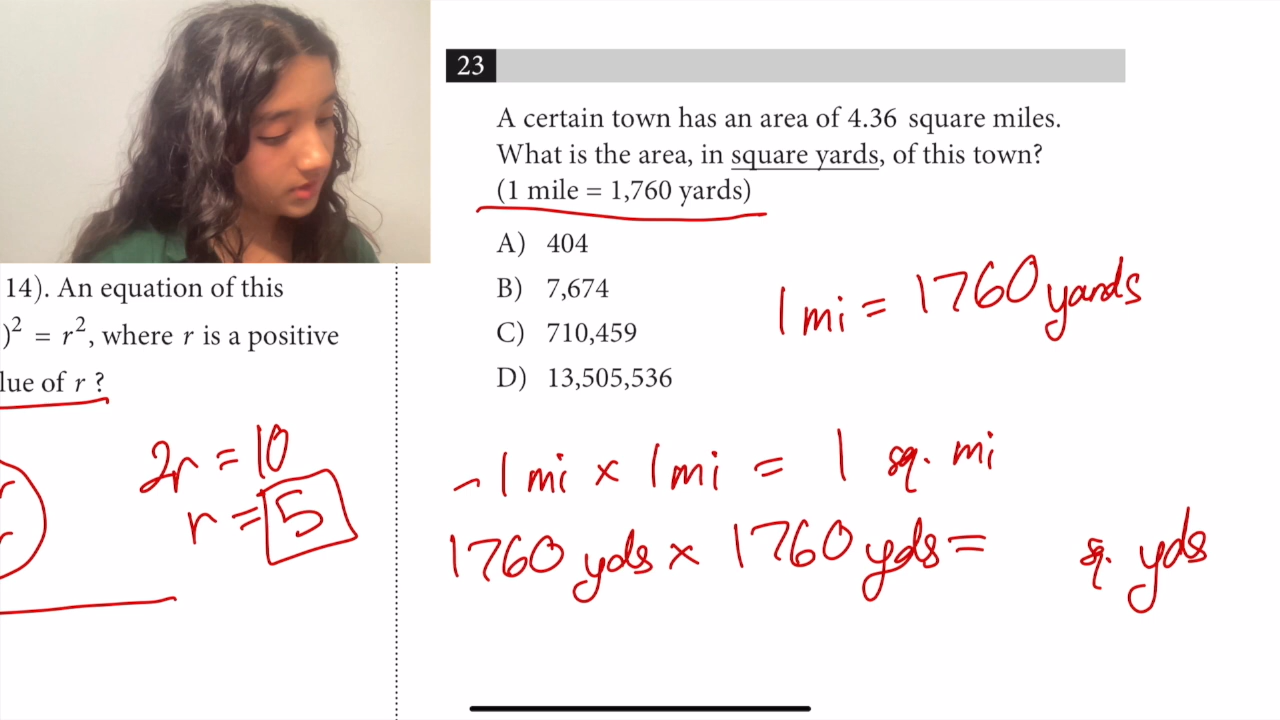 23
A certain town has an area of 4.36 square miles.
What is the area, in square yards, of this town?
(1 mile = 1,760 yards)
A) 404
B) 7,674
C) 710,459
D) 13,505,536
1 mi = 1760 yards
1 mi × 1 mi = 1 sq. mi
1760 yds × 1760 yds = sq. yds
14). An equation of this
)² = r², where r is a positive
lue of r ?
2r = 10
r = 5